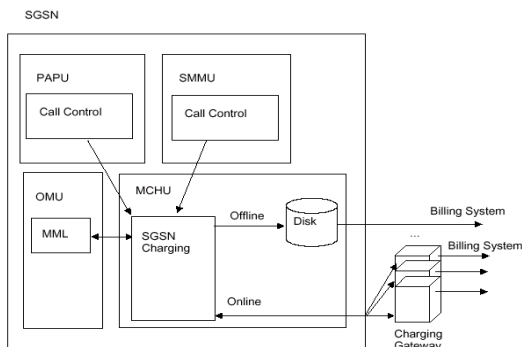 SGSN
PAPU
Call Control
SMMU
Call Control
OMU
MML
MCHU
SGSN
Charging
Offline
Disk
Online
Billing System
...
Billing System
Charging
Gateway